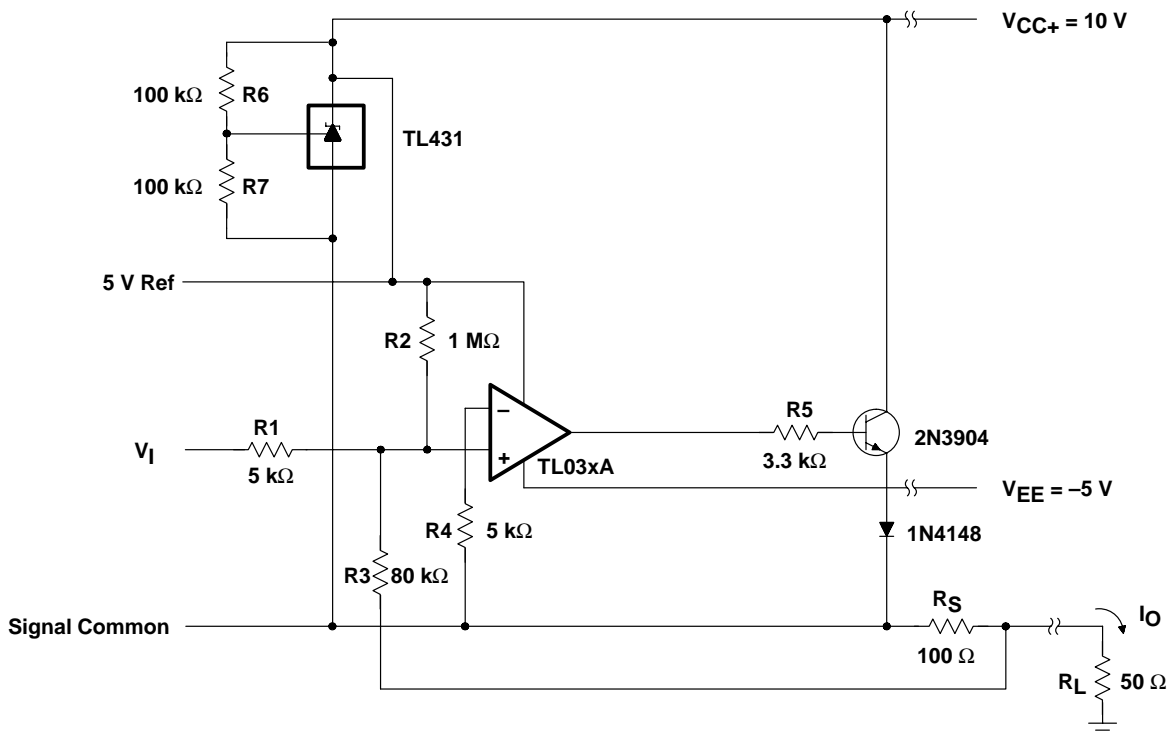 VCC+ = 10 V
100 kΩ R6
TL431
100 kΩ R7
5 V Ref
R2 1 MΩ
R1
VI
5 kΩ
−
+
TL03xA
R5
3.3 kΩ
2N3904
VEE = –5 V
R4 5 kΩ
1N4148
R3 80 kΩ
Signal Common
RS
100 Ω
IO
RL 50 Ω